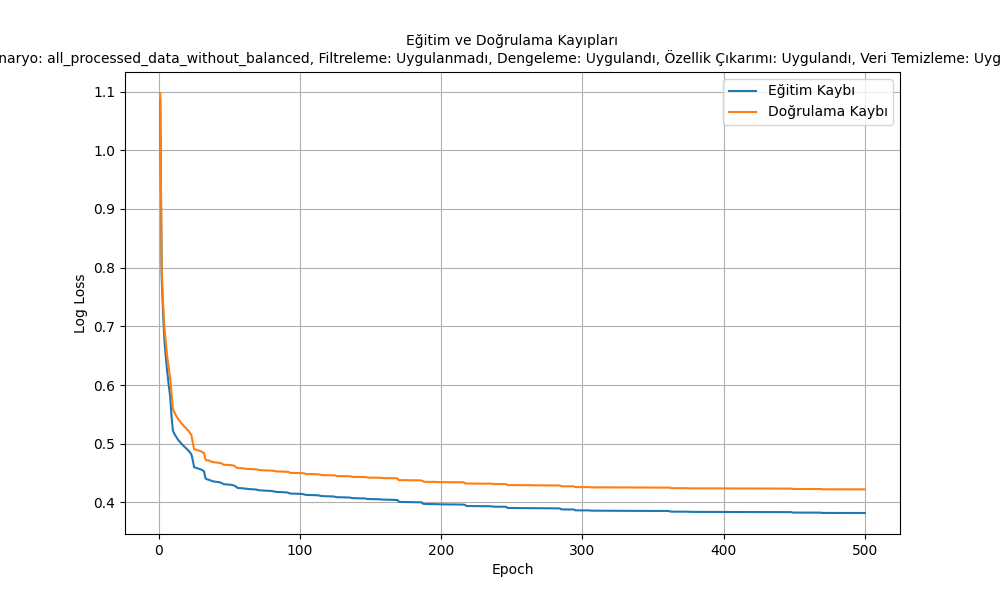 Eğitim ve Doğrulama Kayıpları
naryo: all_processed_data_without_balanced, Filtreleme: Uygulanmadı, Dengeleme: Uygulandı, Özellik Çıkarımı: Uygulandı, Veri Temizleme: Uyg
Eğitim Kaybı
Doğrulama Kaybı
Log Loss
1.1
1.0
0.9
0.8
0.7
0.6
0.5
0.4
0 100 200 300 400 500
Epoch